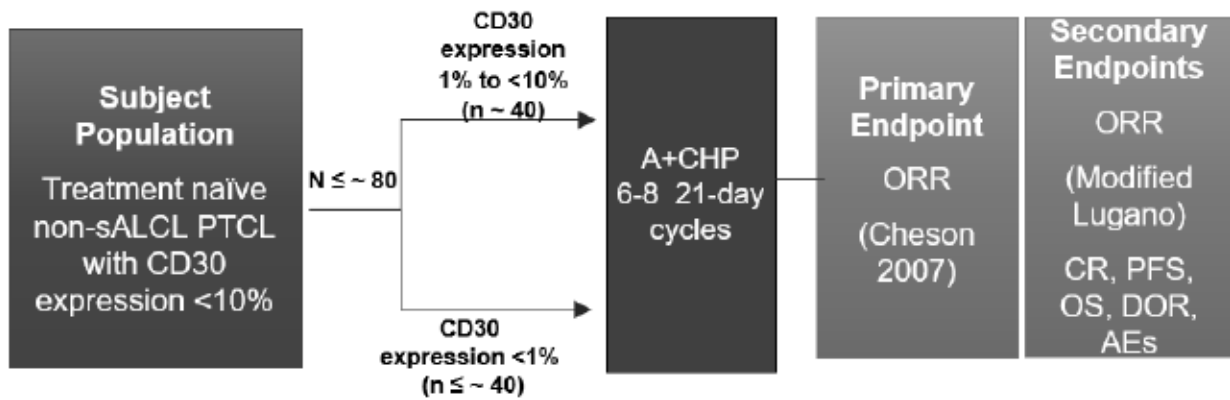 Subject
Population
Treatment naïve
non-sALCL PTCL
with CD30
expression <10%
N ≤ ~ 80
CD30
expression
1% to <10%
(n ~ 40)
CD30
expression <1%
(n ≤ ~ 40)
A+CHP
6-8 21-day
cycles
Primary
Endpoint
ORR
(Cheson
2007)
Secondary
Endpoints
ORR
(Modified
Lugano)
CR, PFS,
OS, DOR,
AEs